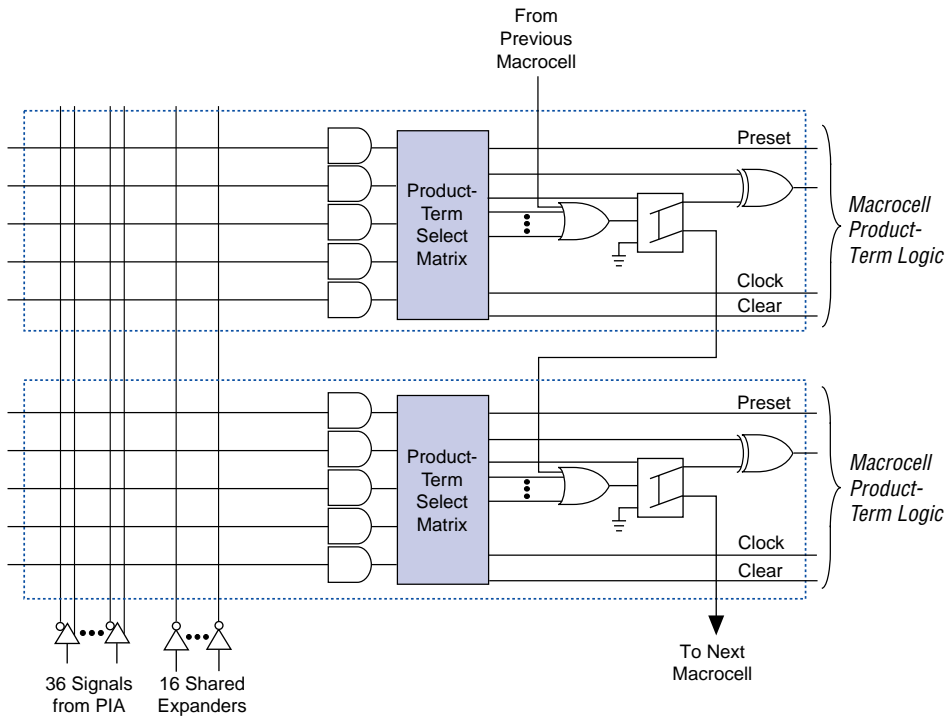 From
Previous
Macrocell
Preset
Product-
Term
Select
Matrix
Macrocell
Product-
Term Logic
Clock
Clear
Preset
Product-
Term
Select
Matrix
Macrocell
Product-
Term Logic
Clock
Clear
36 Signals
from PIA
16 Shared
Expanders
To Next
Macrocell